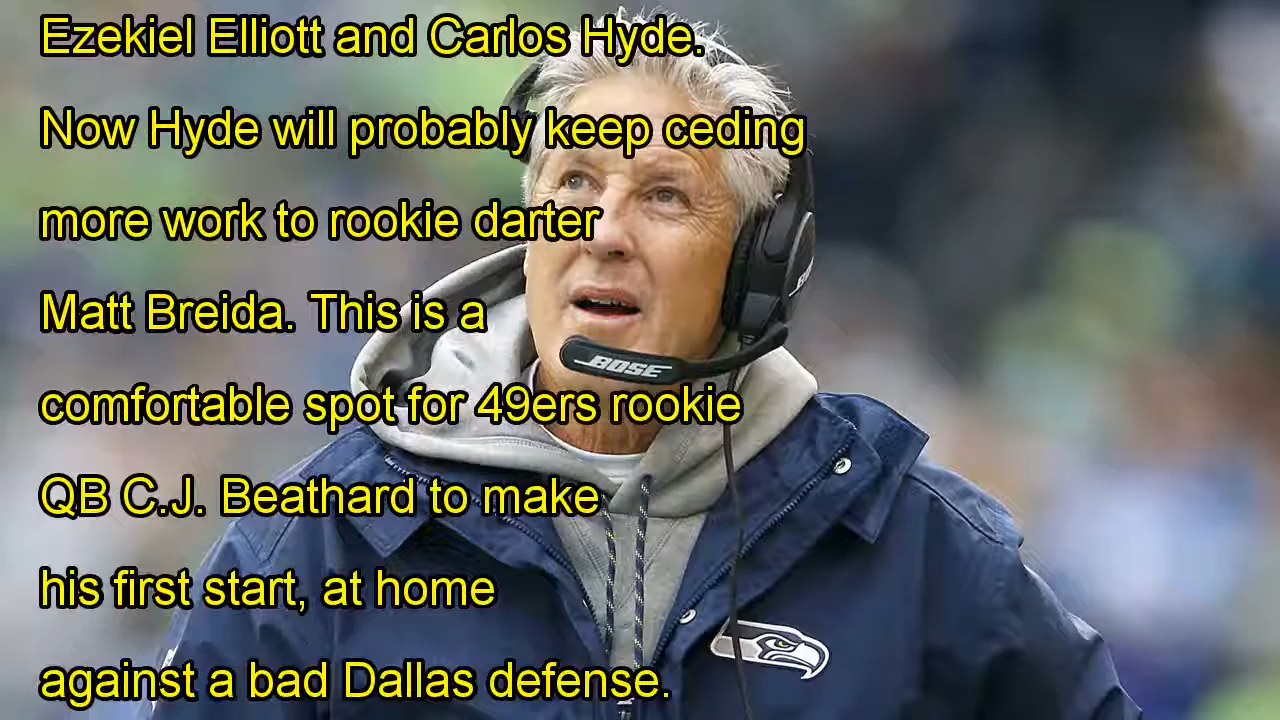 Ezekiel Elliott and Carlos Hyde.
Now Hyde will probably keep ceding
more work to rookie darter
Matt Breida. This is a
comfortable spot for 49ers rookie
QB C.J. Beathard to make
his first start, at home
against a bad Dallas defense.
BOSE